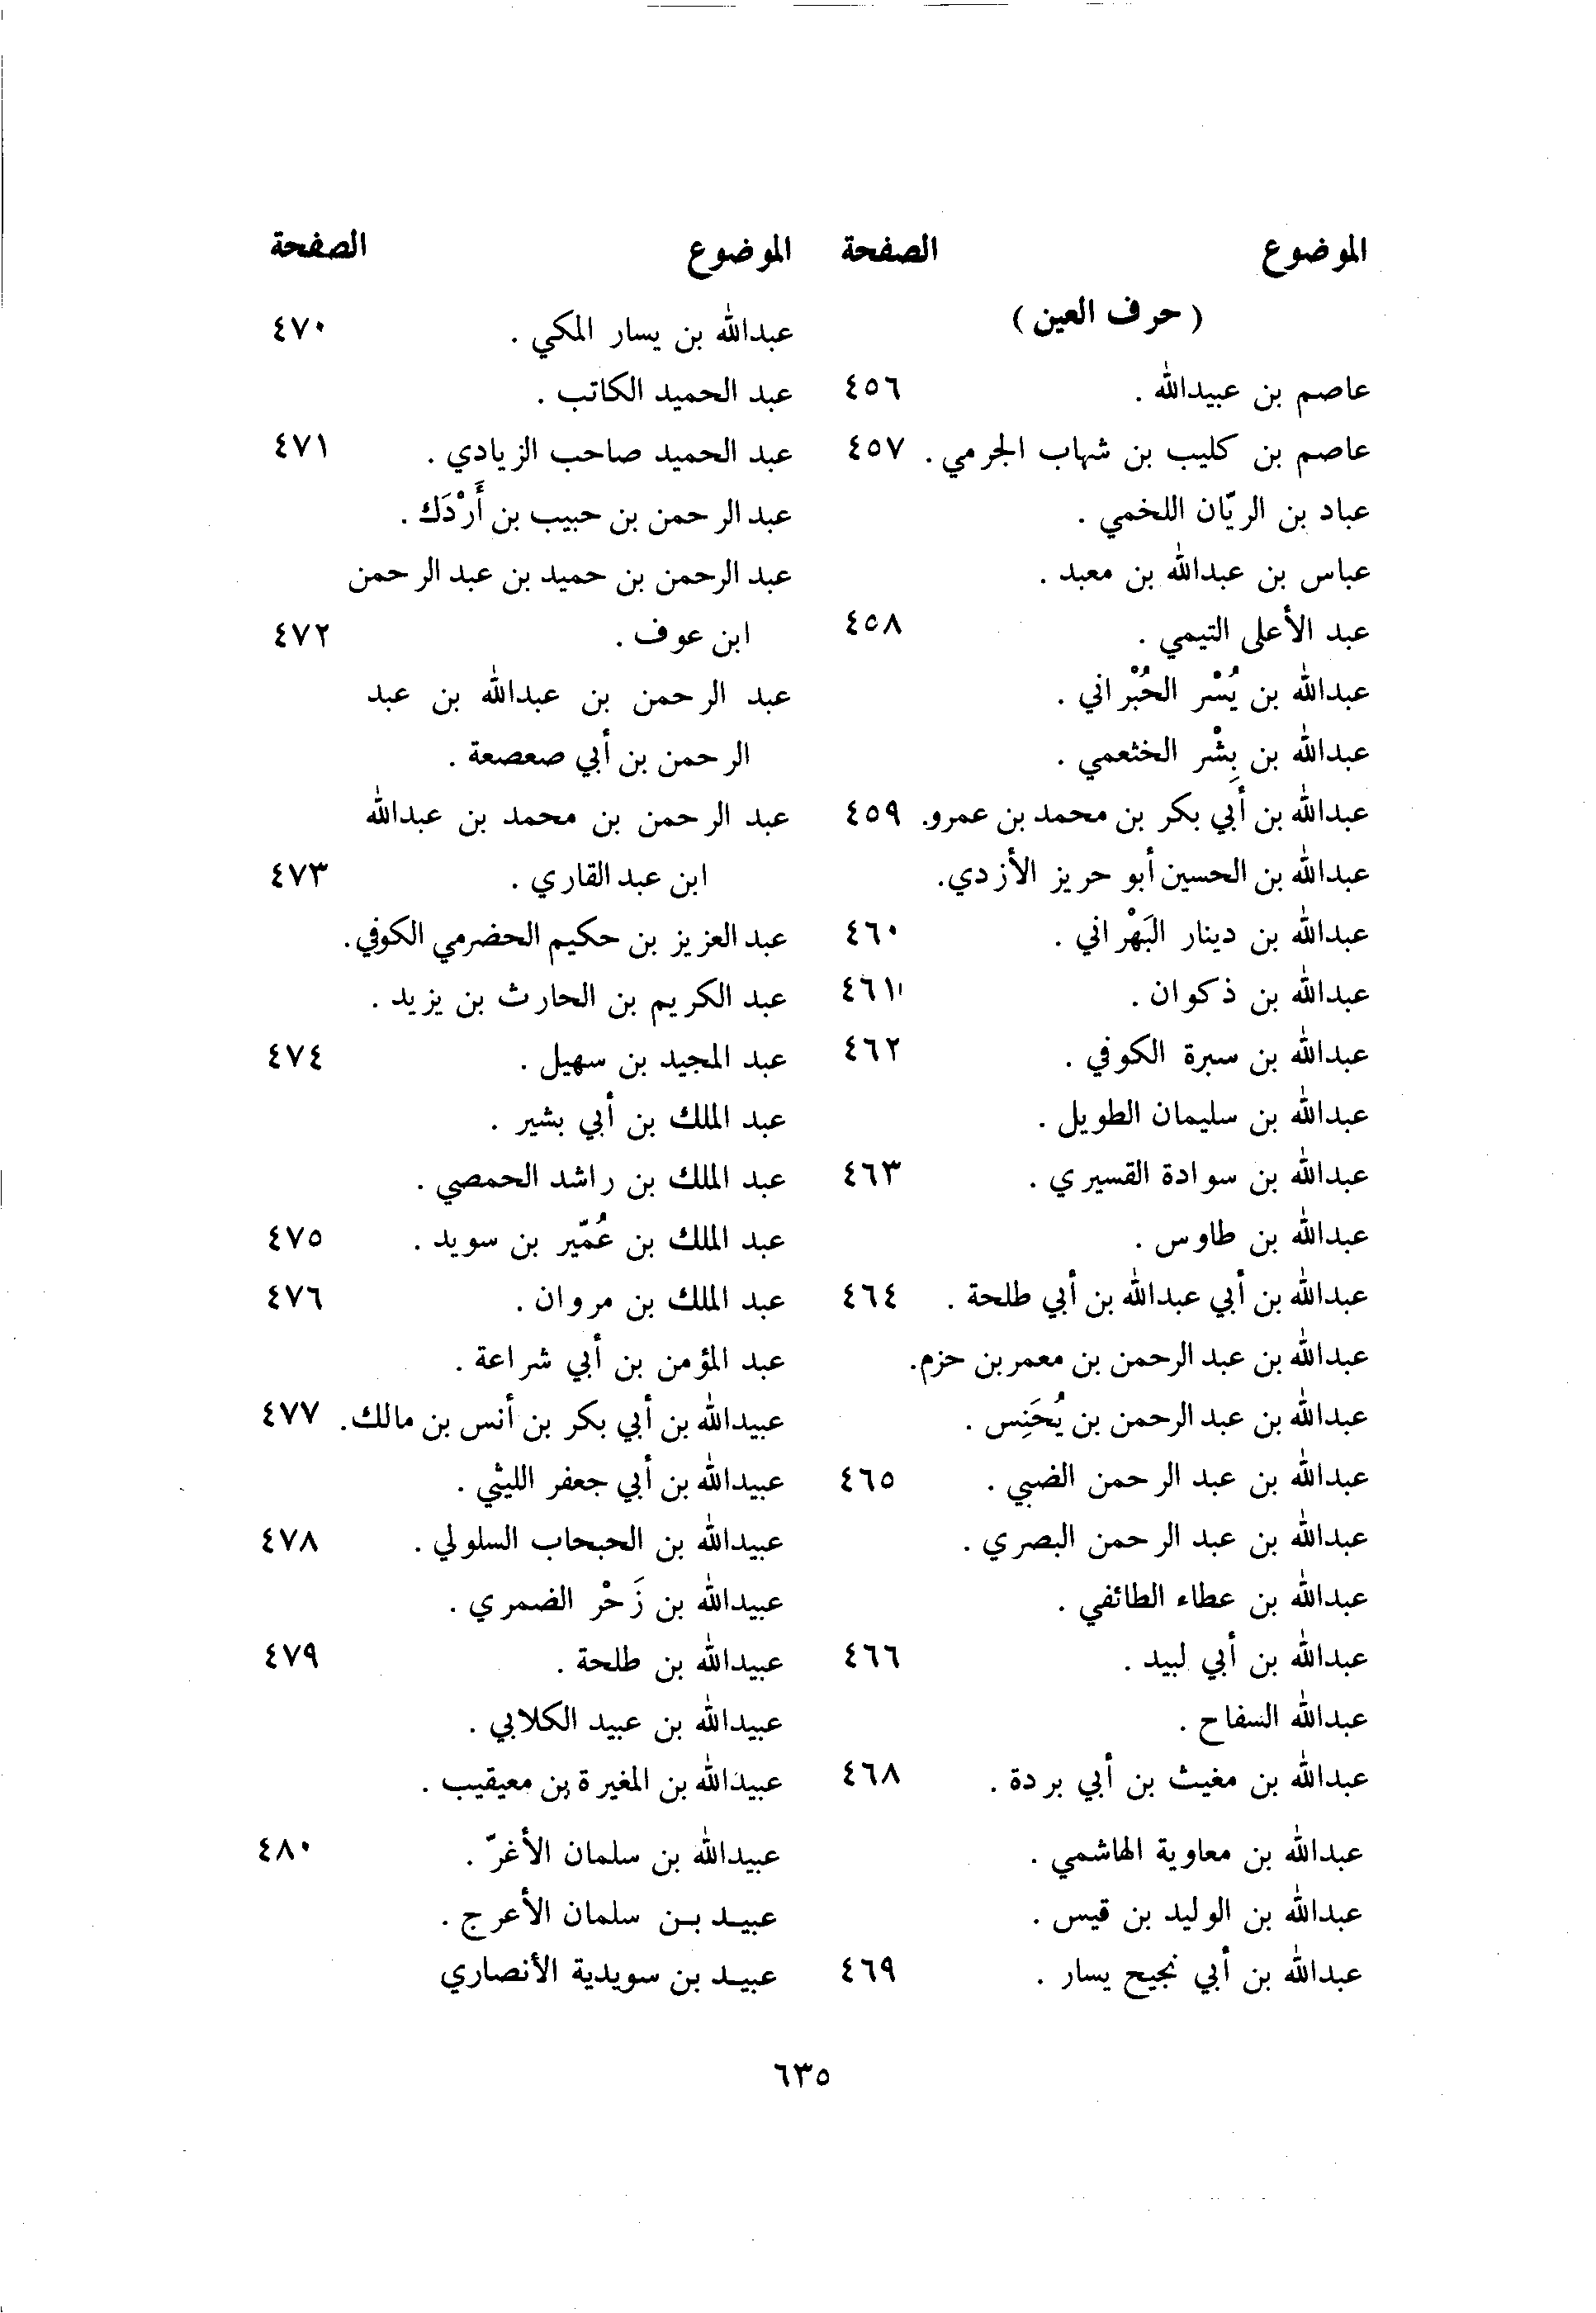 الموضوع الصفحة
(حرف العين)
عاصم بن عبيدالله . ٤٥٦
عاصم بن كليب بن شهاب الجرمي . ٤٥٧
عباد بن الريّان اللخمي .
عباس بن عبدالله بن معبد .
عبد الأعلى التيمي . ٤٥٨
عبدالله بن يُسْر الحُبْراني .
عبدالله بن بِشْر الخثعمي .
عبدالله بن أبي بكر بن محمد بن عمرو. ٤٥٩
عبدالله بن الحسين أبو حريز الأزدي.
عبدالله بن دينار البَهْراني . ٤٦٠
عبدالله بن ذكوان . ٤٦١
عبدالله بن سبرة الكوفي . ٤٦٢
عبدالله بن سليمان الطويل .
عبدالله بن سوادة القسيري . ٤٦٣
عبدالله بن طاوس .
عبدالله بن أبي عبدالله بن أبي طلحة . ٤٦٤
عبدالله بن عبد الرحمن بن معمر بن حزم.
عبدالله بن عبد الرحمن بن يُحَنِس .
عبدالله بن عبد الرحمن الضبي . ٤٦٥
عبدالله بن عبد الرحمن البصري .
عبدالله بن عطاء الطائفي .
عبدالله بن أبي لبيد . ٤٦٦
عبدالله السفاح .
عبدالله بن مغيث بن أبي بردة . ٤٦٨
عبدالله بن معاوية الهاشمي .
عبدالله بن الوليد بن قيس .
عبدالله بن أبي نجيح يسار . ٤٦٩
الموضوع الصفحة
عبدالله بن يسار المكي . ٤٧٠
عبد الحميد الكاتب .
عبد الحميد صاحب الزيادي . ٤٧١
عبد الرحمن بن حبيب بن أَرْدَك .
عبد الرحمن بن حميد بن عبد الرحمن
ابن عوف . ٤٧٢
عبد الرحمن بن عبدالله بن عبد
الرحمن بن أبي صعصعة .
عبد الرحمن بن محمد بن عبدالله
ابن عبد القاري . ٤٧٣
عبد العزيز بن حكيم الحضرمي الكوفي.
عبد الكريم بن الحارث بن يزيد .
عبد المجيد بن سهيل . ٤٧٤
عبد الملك بن أبي بشير .
عبد الملك بن راشد الحمصي .
عبد الملك بن عُمَّير بن سويد . ٤٧٥
عبد الملك بن مروان . ٤٧٦
عبد المؤمن بن أبي شراعة .
عبيدالله بن أبي بكر بن أنس بن مالك. ٤٧٧
عبيدالله بن أبي جعفر الليثي .
عبيدالله بن الحبحاب السلولي . ٤٧٨
عبيدالله بن زَحْر الضمري .
عبيدالله بن طلحة . ٤٧٩
عبيدالله بن عبيد الكلابي .
عبيدالله بن المغيرة بن معيقيب .
عبيدالله بن سلمان الأغرّ . ٤٨٠
عبيد بن سلمان الأعرج .
عبيد بن سويدية الأنصاري
٦٣٥